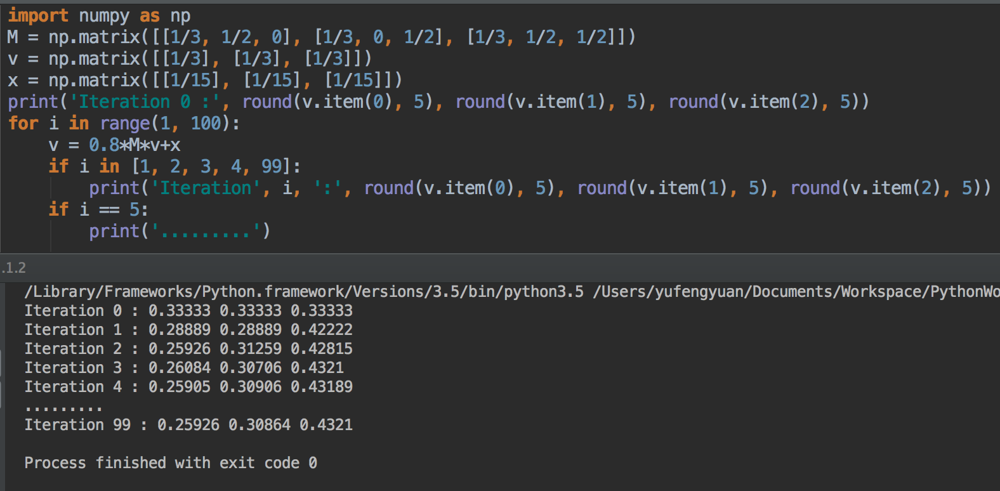 import numpy as np
M = np.matrix([[1/3, 1/2, 0], [1/3, 0, 1/2], [1/3, 1/2, 1/2]])
v = np.matrix([[1/3], [1/3], [1/3]])
x = np.matrix([[1/15], [1/15], [1/15]])
print('Iteration 0 :', round(v.item(0), 5), round(v.item(1), 5), round(v.item(2), 5))
for i in range(1, 100):
    v = 0.8*M*v+x
    if i in [1, 2, 3, 4, 99]:
        print('Iteration', i, ':', round(v.item(0), 5), round(v.item(1), 5), round(v.item(2), 5))
    if i == 5:
        print('.........')
.1.2
/Library/Frameworks/Python.framework/Versions/3.5/bin/python3.5 /Users/yufengyuan/Documents/Workspace/PythonWo
Iteration 0 : 0.33333 0.33333 0.33333
Iteration 1 : 0.28889 0.28889 0.42222
Iteration 2 : 0.25926 0.31259 0.42815
Iteration 3 : 0.26084 0.30706 0.4321
Iteration 4 : 0.25905 0.30906 0.43189
.........
Iteration 99 : 0.25926 0.30864 0.4321
Process finished with exit code 0